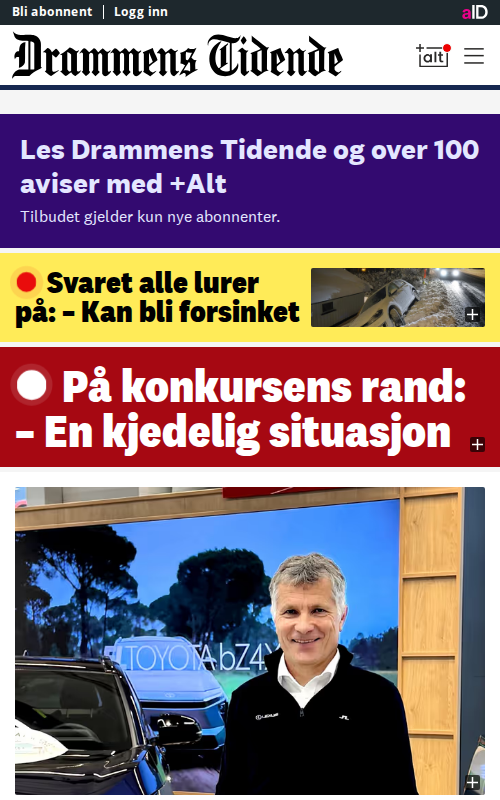 Bli abonnent | Logg inn
aID
Drammens Tidende
+alt
Les Drammens Tidende og over 100
aviser med +Alt
Tilbudet gjelder kun nye abonnenter.
Svaret alle lurer
på: – Kan bli forsinket
På konkursens rand:
– En kjedelig situasjon
TOYOTA bZ4X
LEXUS